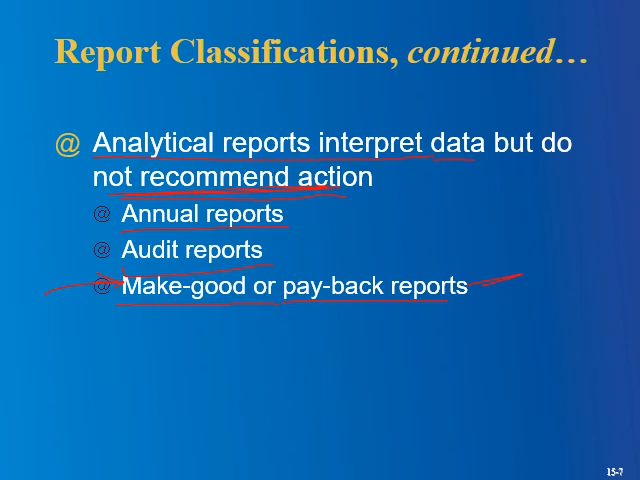 Report Classifications, continued…
@ Analytical reports interpret data but do
not recommend action
@ Annual reports
@ Audit reports
@ Make-good or pay-back reports
15-7